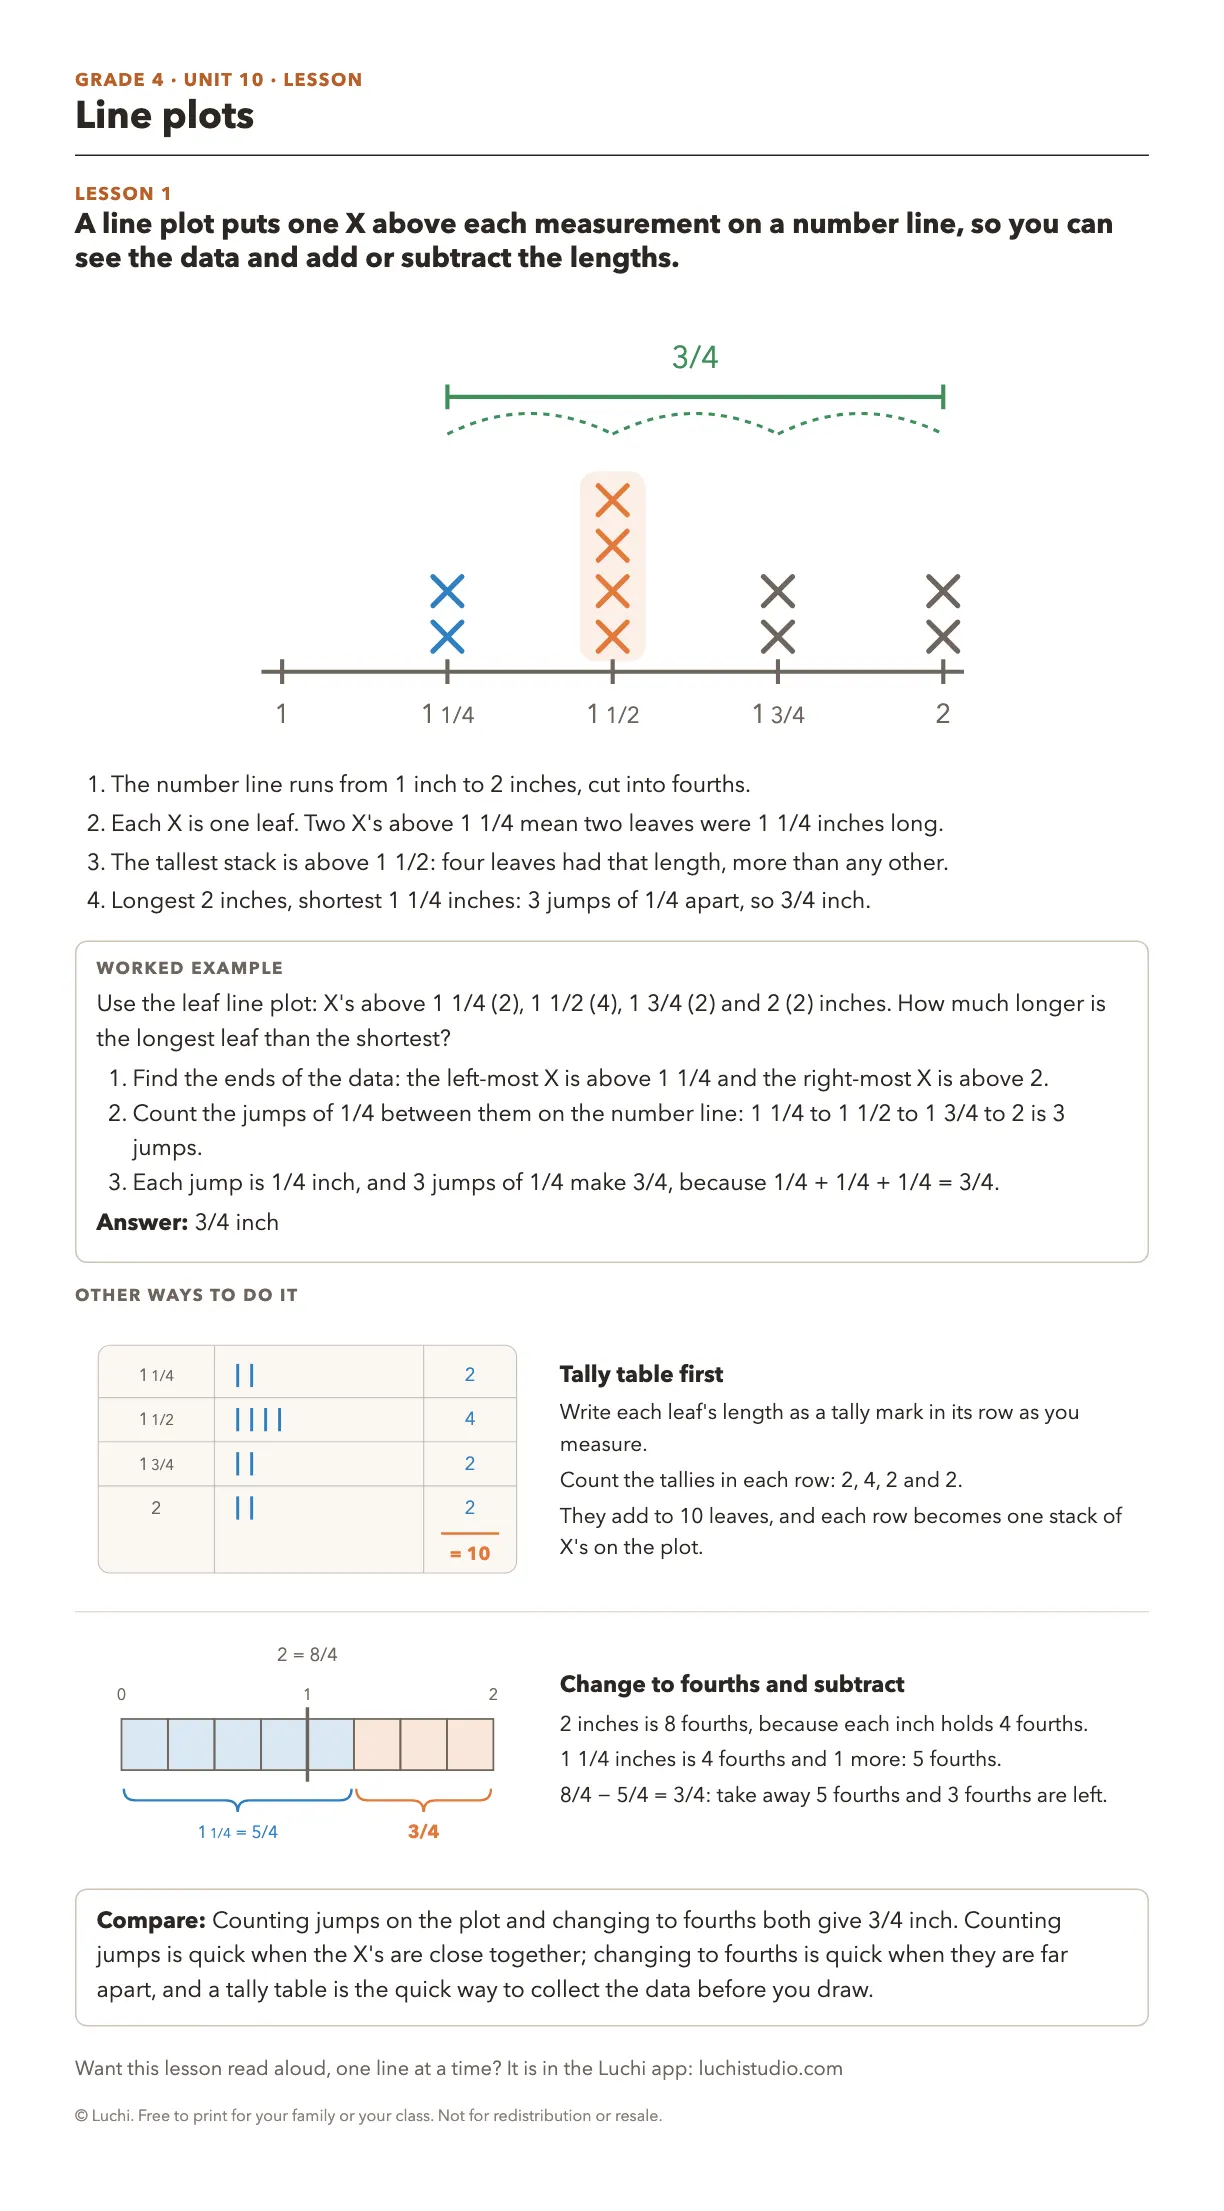 GRADE 4 · UNIT 10 · LESSON
Line plots
LESSON 1
A line plot puts one X above each measurement on a number line, so you can
see the data and add or subtract the lengths.
3/4
1 1 1/4 1 1/2 1 3/4 2
1. The number line runs from 1 inch to 2 inches, cut into fourths.
2. Each X is one leaf. Two X's above 1 1/4 mean two leaves were 1 1/4 inches long.
3. The tallest stack is above 1 1/2: four leaves had that length, more than any other.
4. Longest 2 inches, shortest 1 1/4 inches: 3 jumps of 1/4 apart, so 3/4 inch.
WORKED EXAMPLE
Use the leaf line plot: X's above 1 1/4 (2), 1 1/2 (4), 1 3/4 (2) and 2 (2) inches. How much longer is
the longest leaf than the shortest?
1. Find the ends of the data: the left-most X is above 1 1/4 and the right-most X is above 2.
2. Count the jumps of 1/4 between them on the number line: 1 1/4 to 1 1/2 to 1 3/4 to 2 is 3
jumps.
3. Each jump is 1/4 inch, and 3 jumps of 1/4 make 3/4, because 1/4 + 1/4 + 1/4 = 3/4.
Answer: 3/4 inch
OTHER WAYS TO DO IT
1 1/4 2
1 1/2 4
1 3/4 2
2 2
= 10
Tally table first
Write each leaf's length as a tally mark in its row as you
measure.
Count the tallies in each row: 2, 4, 2 and 2.
They add to 10 leaves, and each row becomes one stack of
X's on the plot.
2 = 8/4
0 1 2
1 1/4 = 5/4 3/4
Change to fourths and subtract
2 inches is 8 fourths, because each inch holds 4 fourths.
1 1/4 inches is 4 fourths and 1 more: 5 fourths.
8/4 − 5/4 = 3/4: take away 5 fourths and 3 fourths are left.
Compare: Counting jumps on the plot and changing to fourths both give 3/4 inch. Counting
jumps is quick when the X's are close together; changing to fourths is quick when they are far
apart, and a tally table is the quick way to collect the data before you draw.
Want this lesson read aloud, one line at a time? It is in the Luchi app: luchistudio.com
© Luchi. Free to print for your family or your class. Not for redistribution or resale.